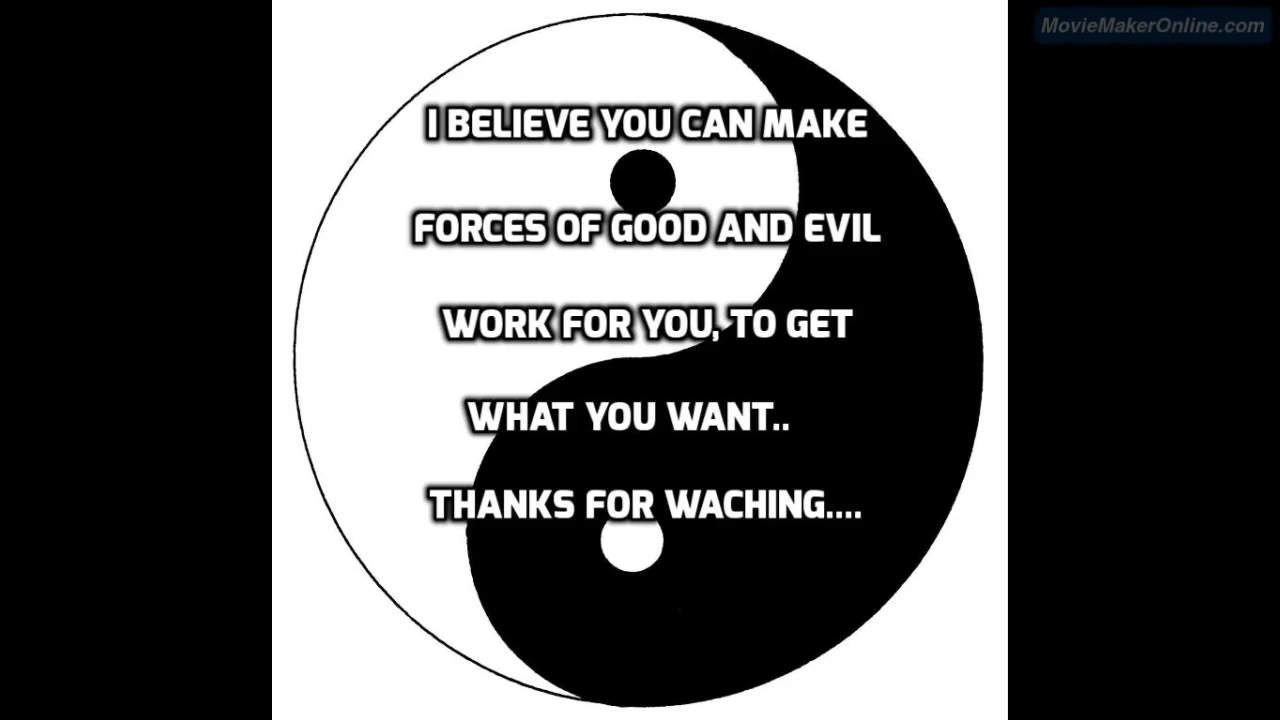 MovieMakerOnline.com
I BELIEVE YOU CAN MAKE
FORCES OF GOOD AND EVIL
WORK FOR YOU, TO GET
WHAT YOU WANT..
THANKS FOR WACHING....